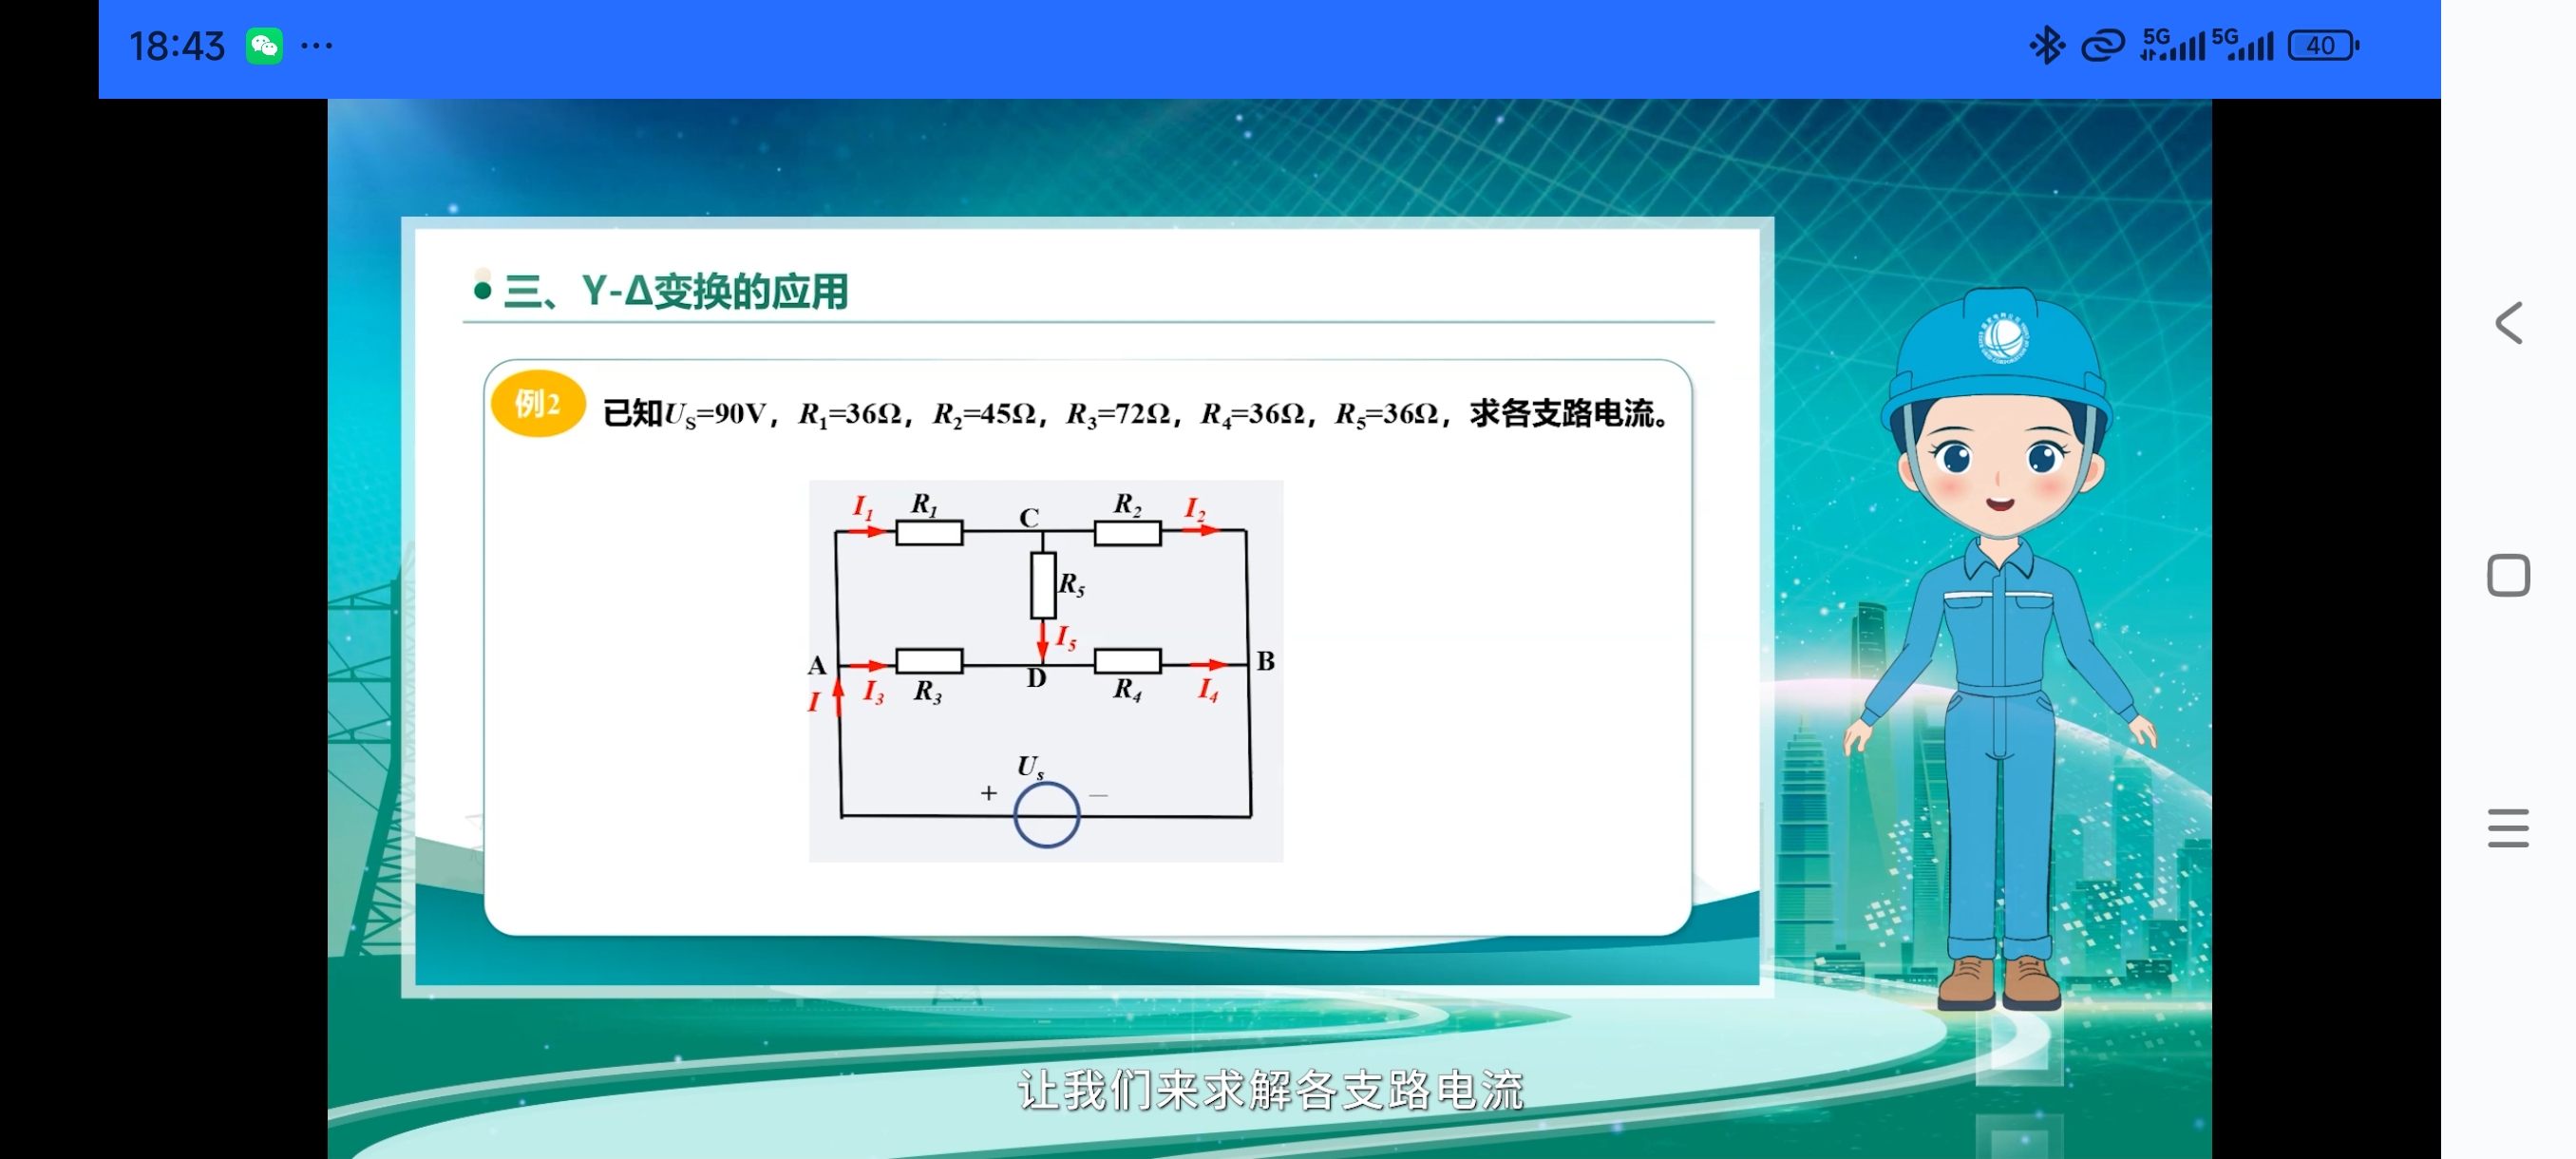 18:43
5G
5G
40
三、Y-Δ变换的应用
例2
已知US=90V，R1=36Ω，R2=45Ω，R3=72Ω，R4=36Ω，R5=36Ω，求各支路电流。
I1 R1 C R2 I2
R5
I5
A D B
I I3 R3 R4 I4
Us
+ —
让我们来求解各支路电流